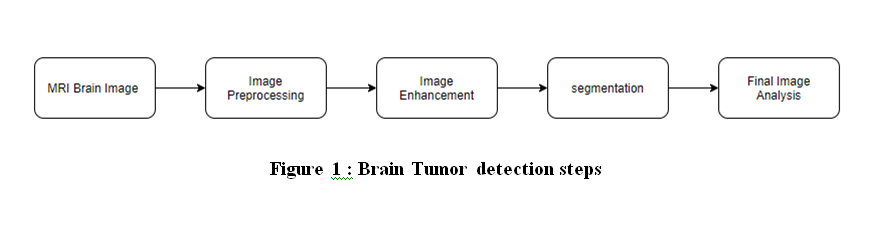 MRI Brain Image
Image
Preprocessing
Image
Enhancement
segmentation
Final Image
Analysis
Figure 1 : Brain Tumor detection steps